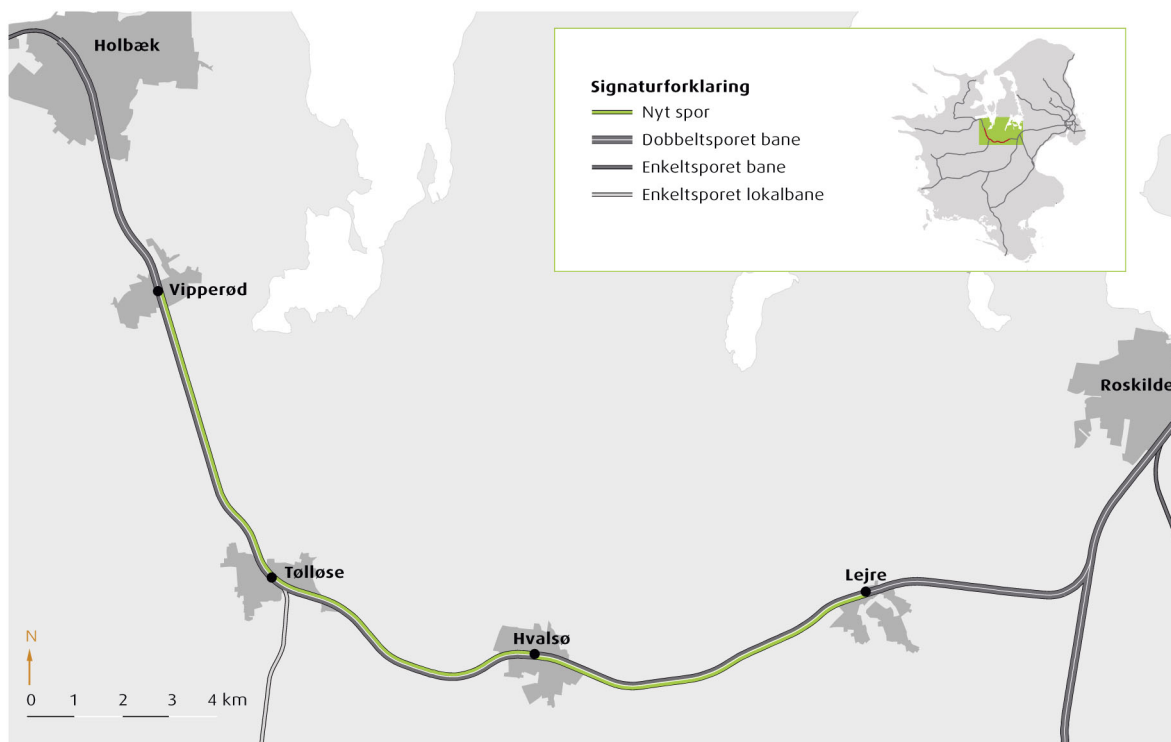 Holbæk
Signaturforklaring
Nyt spor
Dobbeltsporet bane
Enkeltsporet bane
Enkeltsporet lokalbane
Vipperød
Roskilde
Tølløse
Lejre
Hvalsø
N
0 1 2 3 4 km